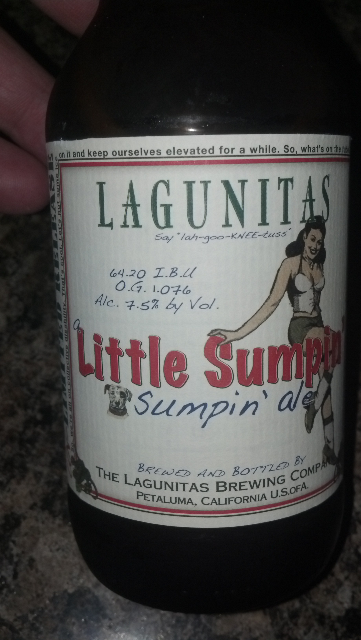 on it and keep ourselves elevated for a while. So, what's on the
LAGUNITAS
Say "lah-goo-KNEE-tuss"
64.20 I.B.U
O.G. 1.076
Alc. 7.5% by Vol.
a
Little Sumpin'
Sumpin' ale
BREWED AND BOTTLED BY
THE LAGUNITAS BREWING COMPA
PETALUMA, CALIFORNIA U.S.ofA.